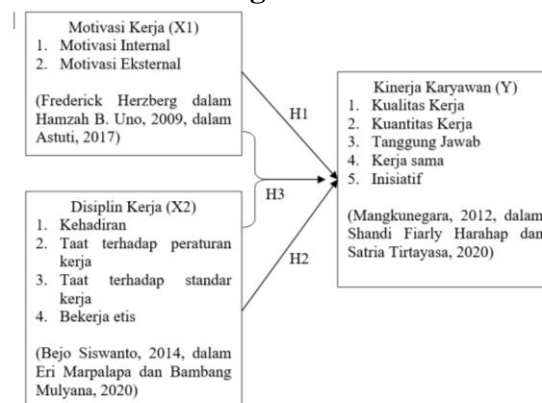 Motivasi Kerja (X1)
1. Motivasi Internal
2. Motivasi Eksternal
(Frederick Herzberg dalam
Hamzah B. Uno, 2009, dalam
Astuti, 2017)
H1
H3
Disiplin Kerja (X2)
1. Kehadiran
2. Taat terhadap peraturan
kerja
3. Taat terhadap standar
kerja
4. Bekerja etis
(Bejo Siswanto, 2014, dalam
Eri Marpalapa dan Bambang
Mulyana, 2020)
H2
Kinerja Karyawan (Y)
1. Kualitas Kerja
2. Kuantitas Kerja
3. Tanggung Jawab
4. Kerja sama
5. Inisiatif
(Mangkunegara, 2012, dalam
Shandi Fiarly Harahap dan
Satria Tirtayasa, 2020)